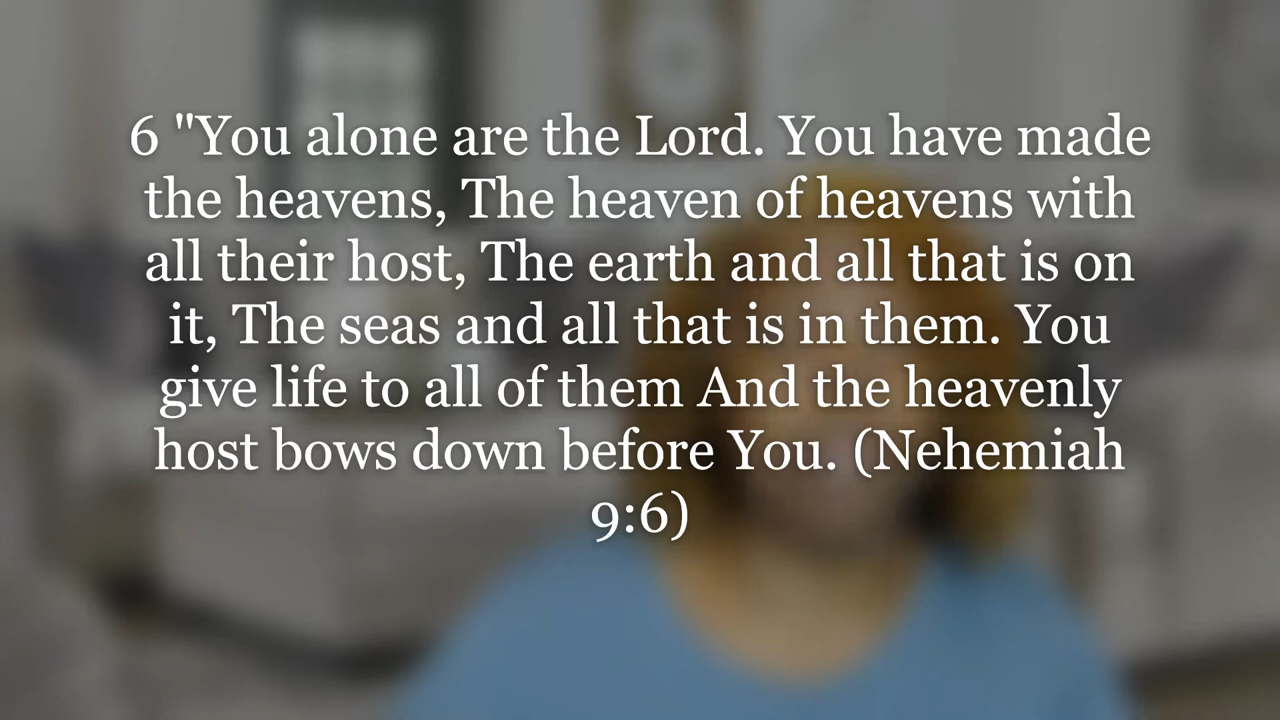 6 "You alone are the Lord. You have made
the heavens, The heaven of heavens with
all their host, The earth and all that is on
it, The seas and all that is in them. You
give life to all of them And the heavenly
host bows down before You. (Nehemiah
9:6)